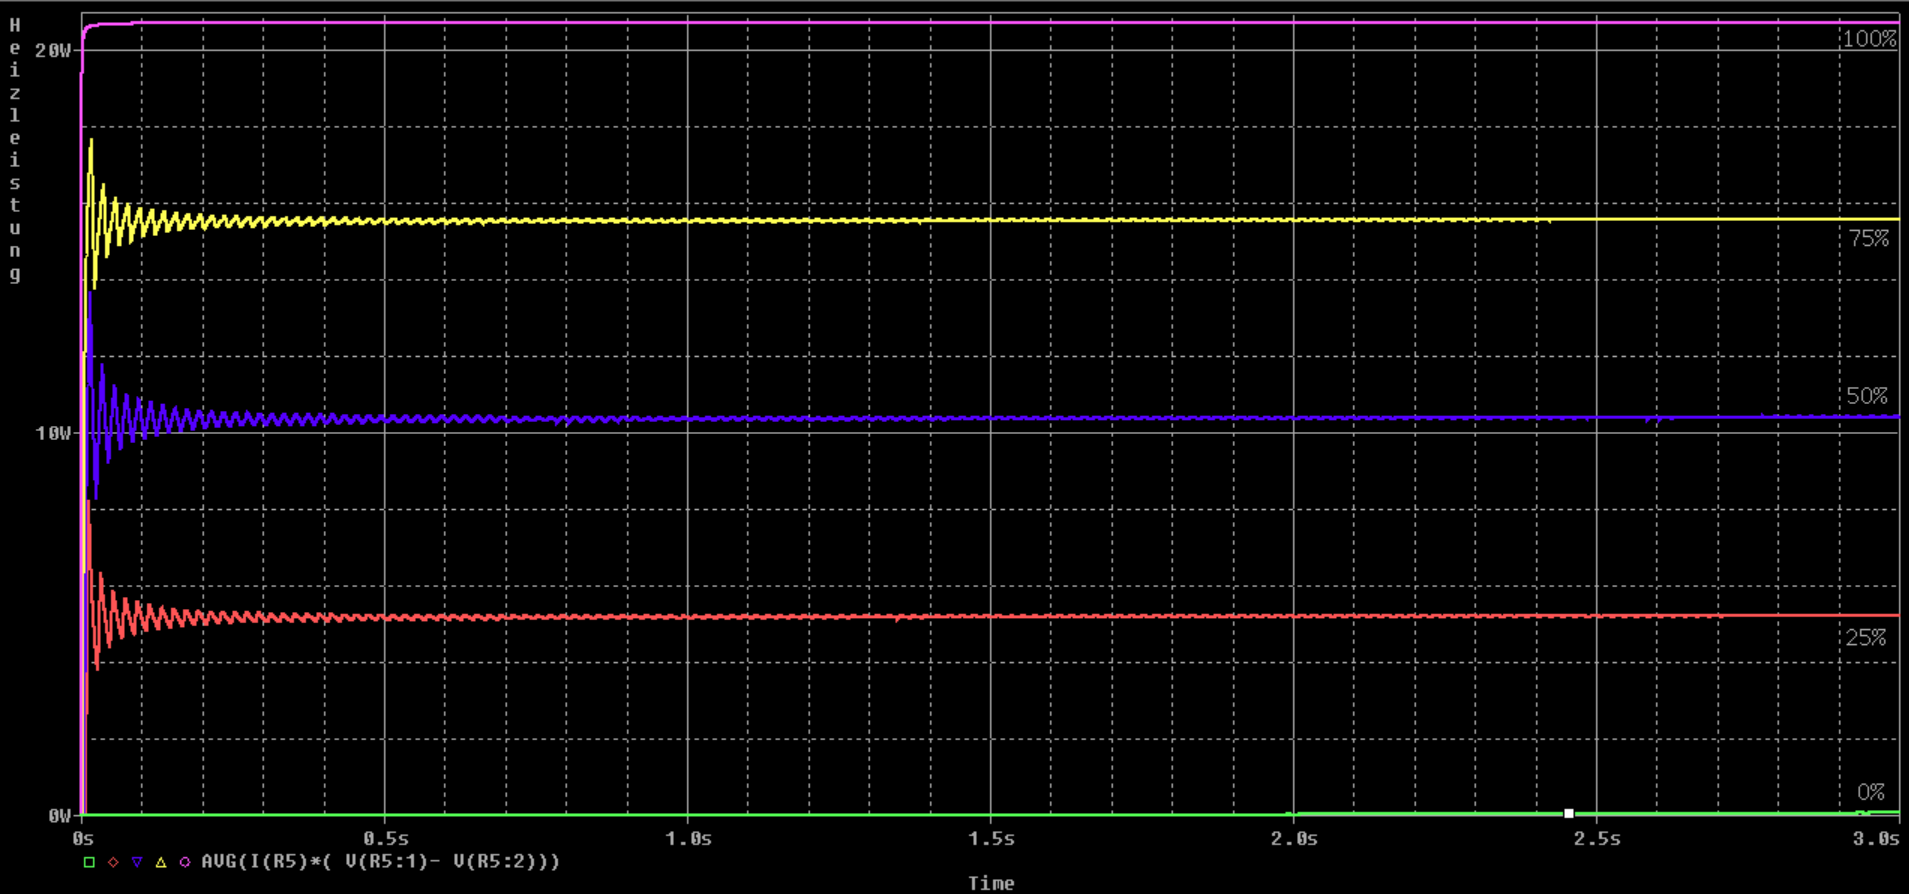 Heizleistung
20W
10W
0W
100%
75%
50%
25%
0%
0s 0.5s 1.0s 1.5s 2.0s 2.5s 3.0s
AVG(I(R5)*( V(R5:1)- V(R5:2)))
Time